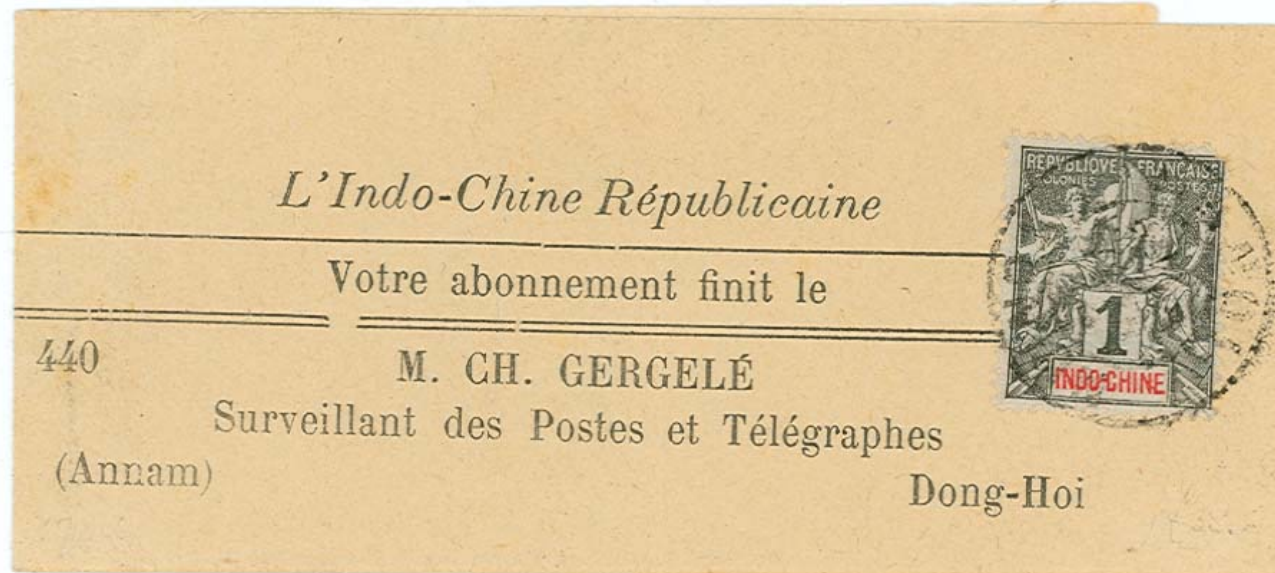 L'Indo-Chine Républicaine
Votre abonnement finit le
440
M. CH. GERGELÉ
Surveillant des Postes et Télégraphes
(Annam)
Dong-Hoi
REPVBLIQVE FRANÇAISE
COLONIES POSTES
1
INDO-CHINE